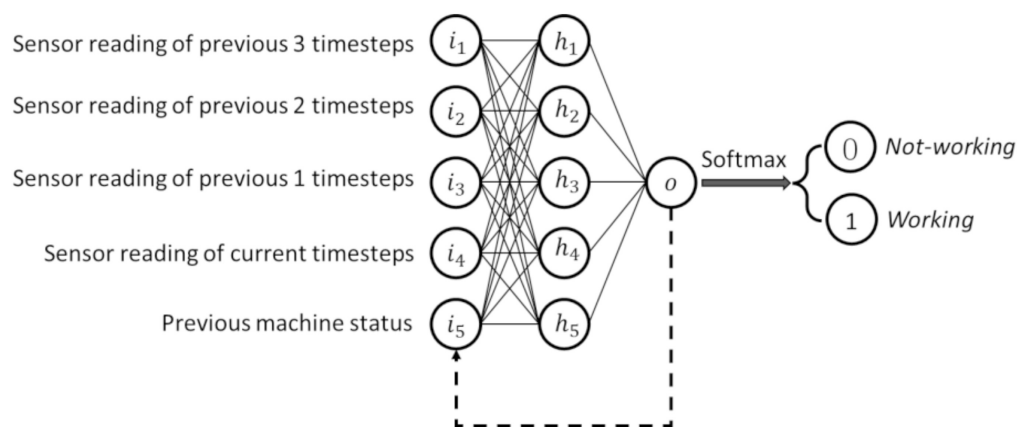 Sensor reading of previous 3 timesteps
i₁
h₁
Sensor reading of previous 2 timesteps
i₂
h₂
Sensor reading of previous 1 timesteps
i₃
h₃
Sensor reading of current timesteps
i₄
h₄
Previous machine status
i₅
h₅
o
Softmax
0 Not-working
1 Working